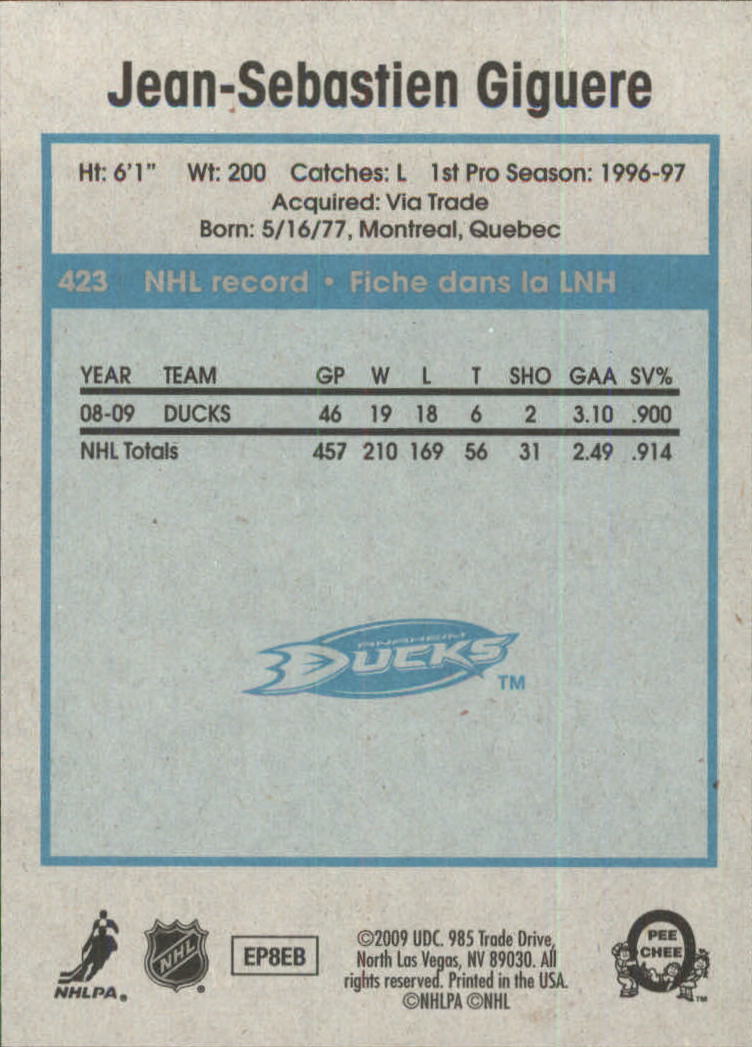 Jean-Sebastien Giguere
Ht: 6'1" Wt: 200 Catches: L 1st Pro Season: 1996-97
Acquired: Via Trade
Born: 5/16/77, Montreal, Quebec
423 NHL record • Fiche dans la LNH
YEAR TEAM GP W L T SHO GAA SV%
08-09 DUCKS 46 19 18 6 2 3.10 .900
NHL Totals 457 210 169 56 31 2.49 .914
ANAHEIM
DUCKS
TM
NHLPA®
NHL®
EP8EB
©2009 UDC. 985 Trade Drive,
North Las Vegas, NV 89030. All
rights reserved. Printed in the USA.
©NHLPA ©NHL
PEE
CHEE
TM